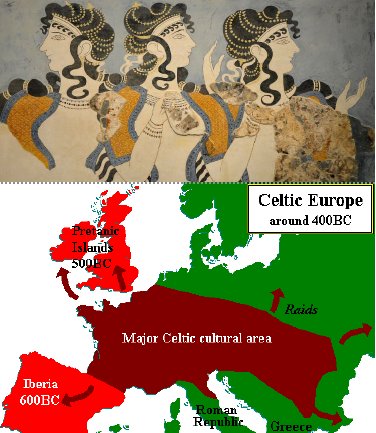 Celtic Europe
around 400BC
Pretanic
Islands
500BC
Raids
Major Celtic cultural area
Iberia
600BC
Roman
Republic
Greece